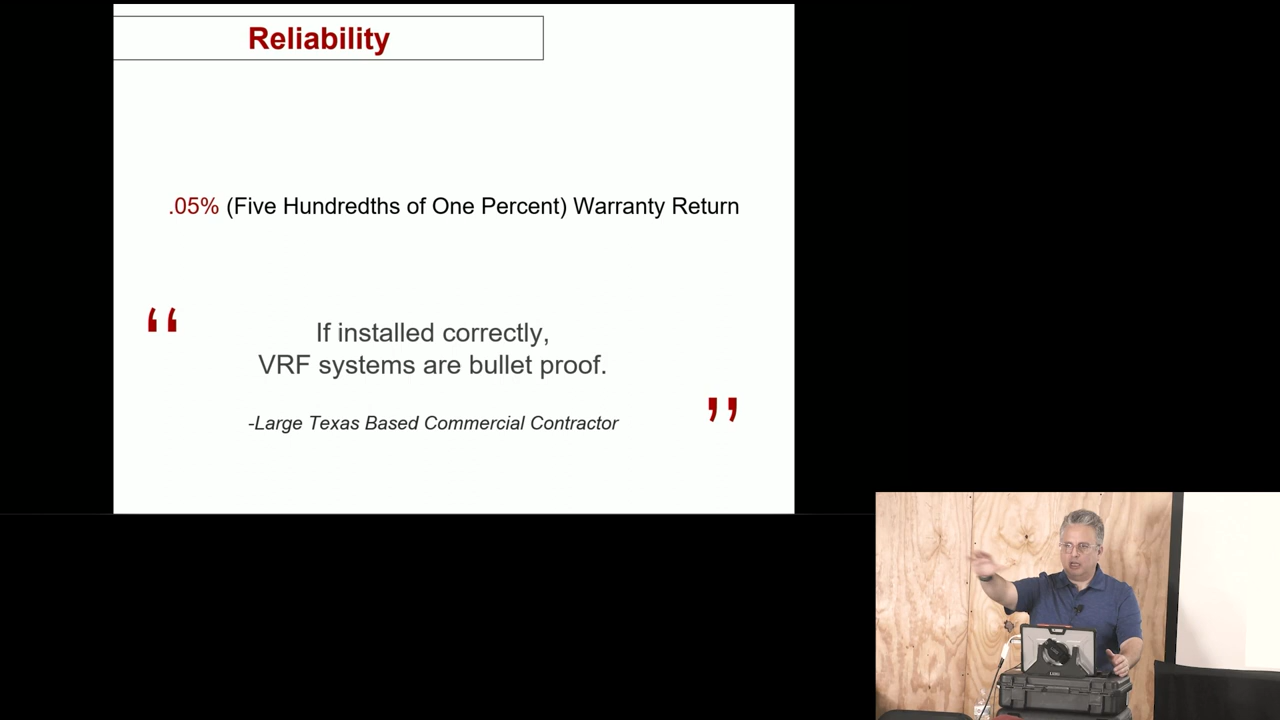 Reliability
.05% (Five Hundredths of One Percent) Warranty Return
“
If installed correctly,
VRF systems are bullet proof.
-Large Texas Based Commercial Contractor
”